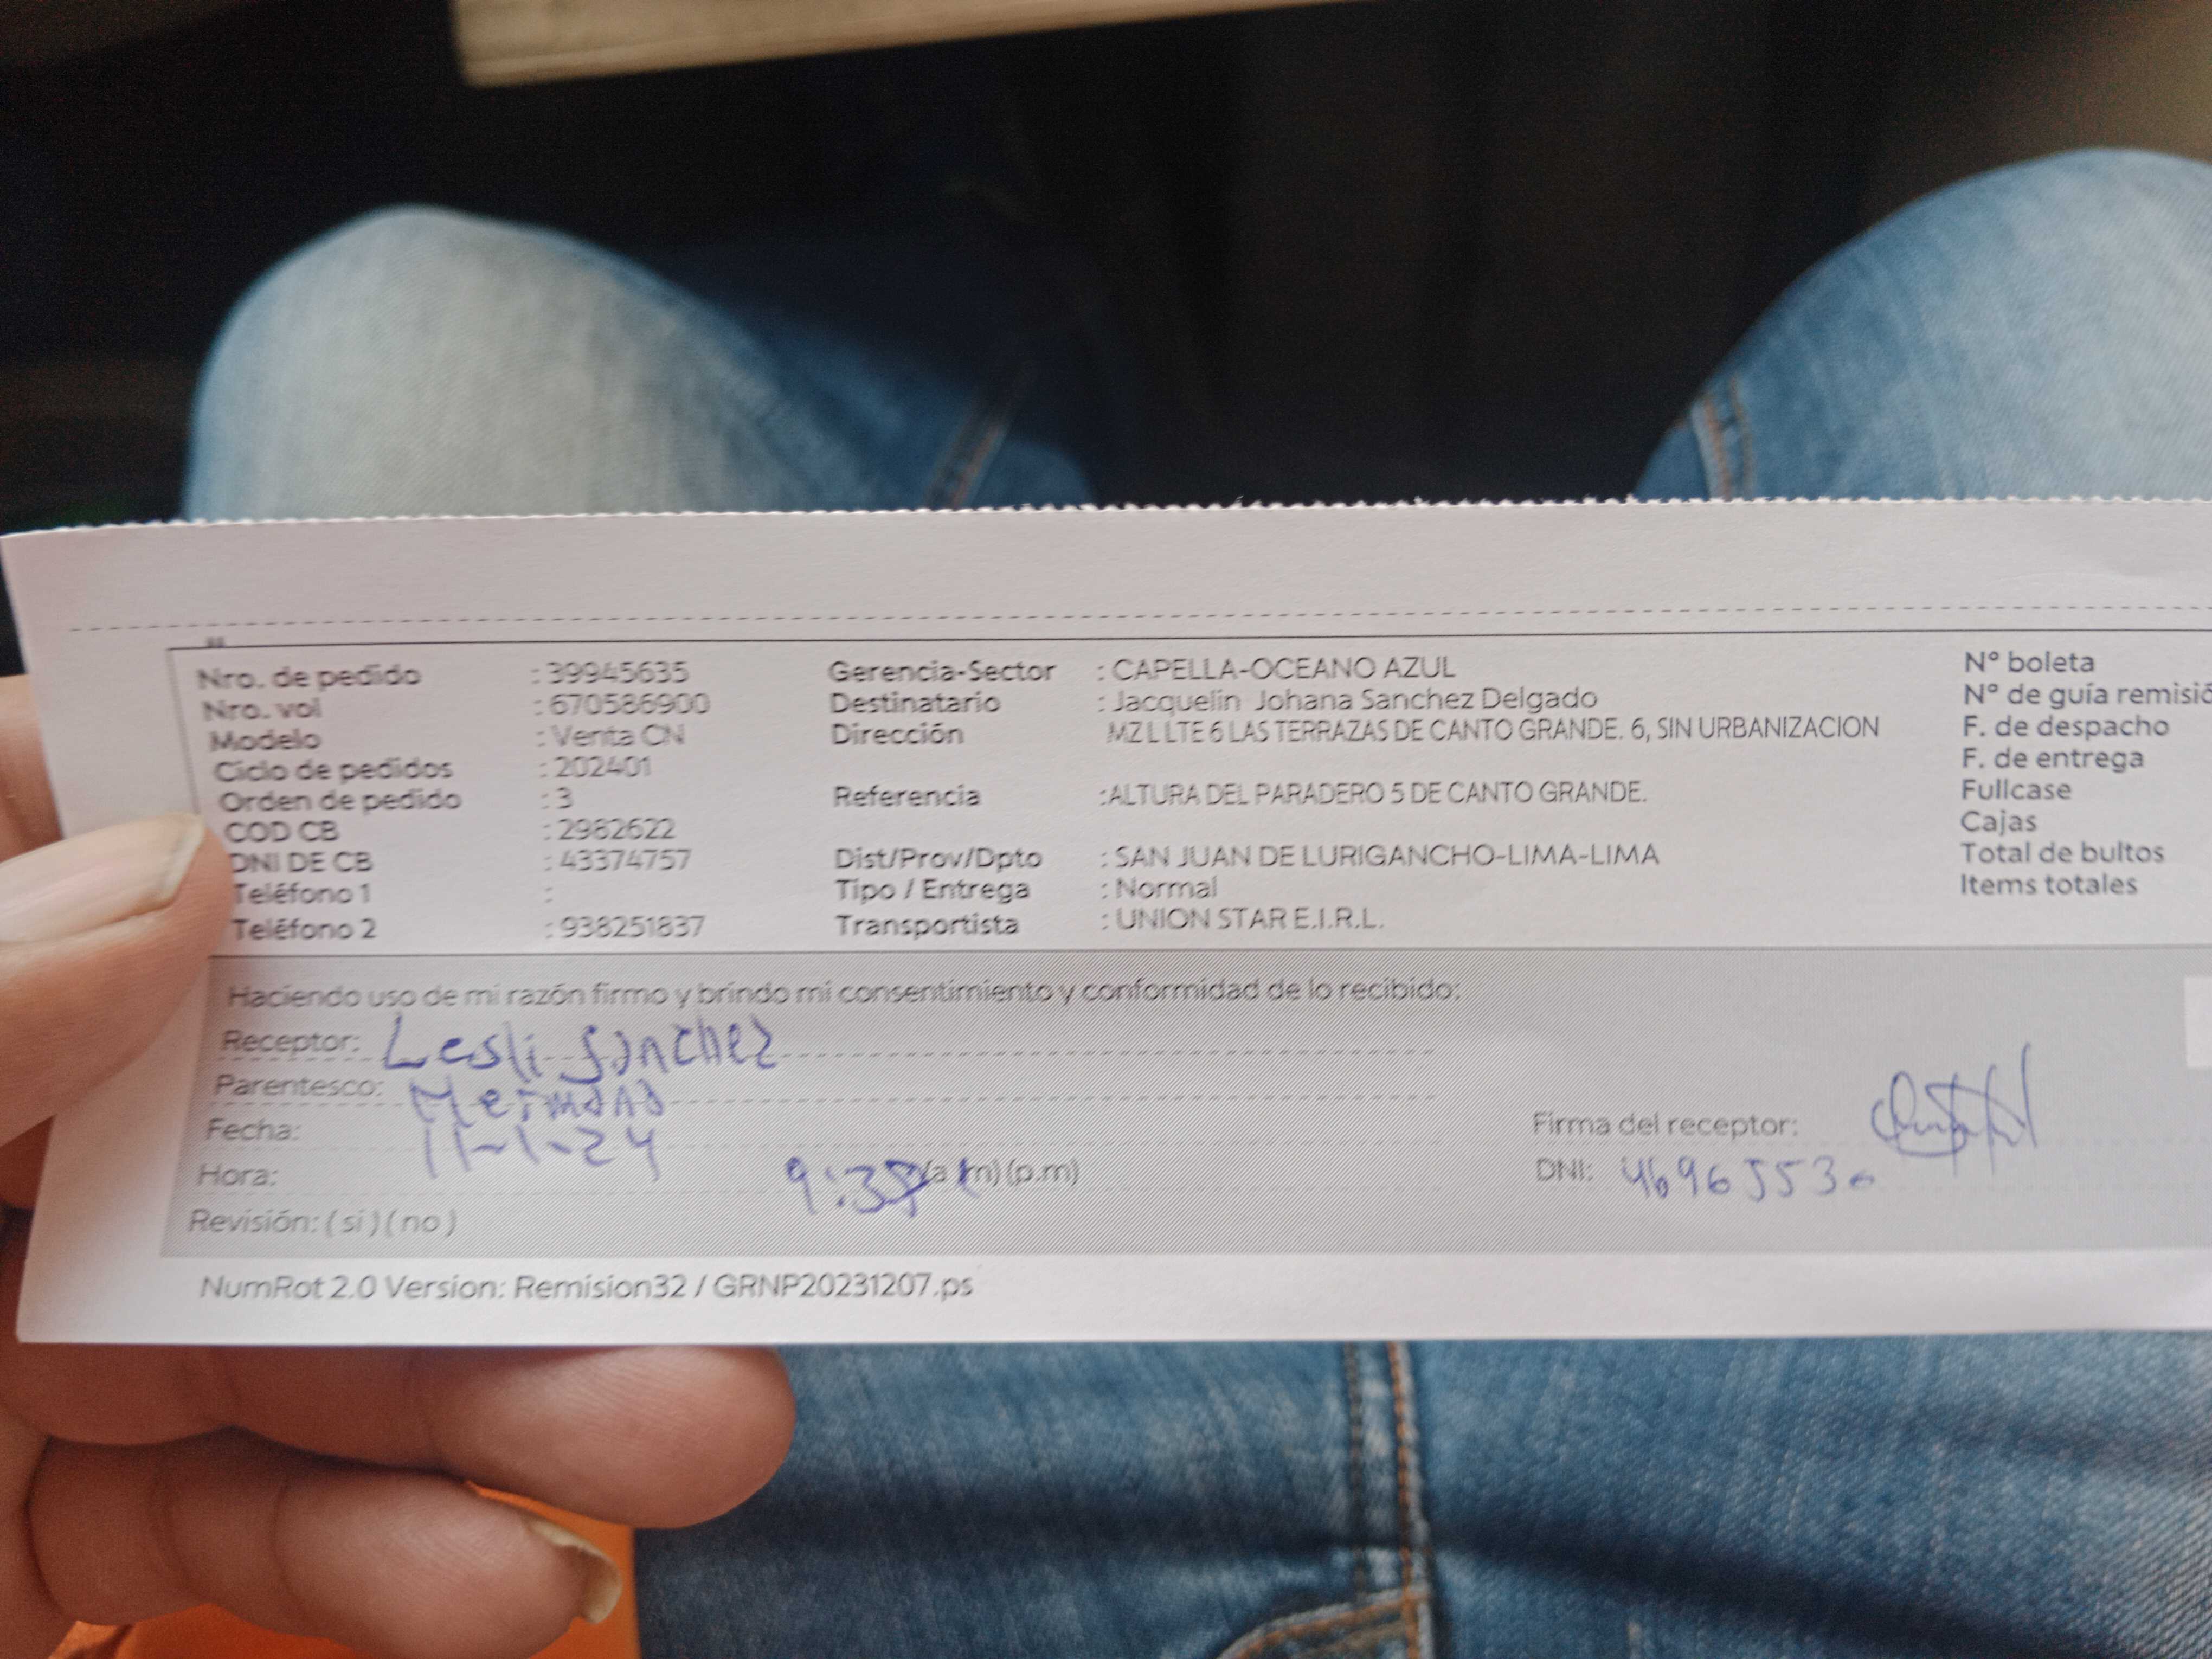 Nro. de pedido : 39945635 Gerencia-Sector : CAPELLA-OCEANO AZUL N° boleta
Nro. vol : 670586900 Destinatario : Jacquelin Johana Sanchez Delgado N° de guía remisió
Modelo : Venta CN Dirección MZ L LTE 6 LAS TERRAZAS DE CANTO GRANDE. 6, SIN URBANIZACION F. de despacho
Ciclo de pedidos : 202401 F. de entrega
Orden de pedido : 3 Referencia :ALTURA DEL PARADERO 5 DE CANTO GRANDE. Fullcase
COD CB : 2982622 Cajas
DNI DE CB : 43374757 Dist/Prov/Dpto : SAN JUAN DE LURIGANCHO-LIMA-LIMA Total de bultos
Teléfono 1 : Tipo / Entrega : Normal Items totales
Teléfono 2 : 938251837 Transportista : UNION STAR E.I.R.L.
Haciendo uso de mi razón firmo y brindo mi consentimiento y conformidad de lo recibido:
Receptor: Lesli Sanchez
Parentesco: Hermana
Fecha: 11-1-24 Firma del receptor:
Hora: (a m) (p.m) DNI:
Revisión: ( si ) ( no )
NumRot 2.0 Version: Remision32 / GRNP20231207.ps